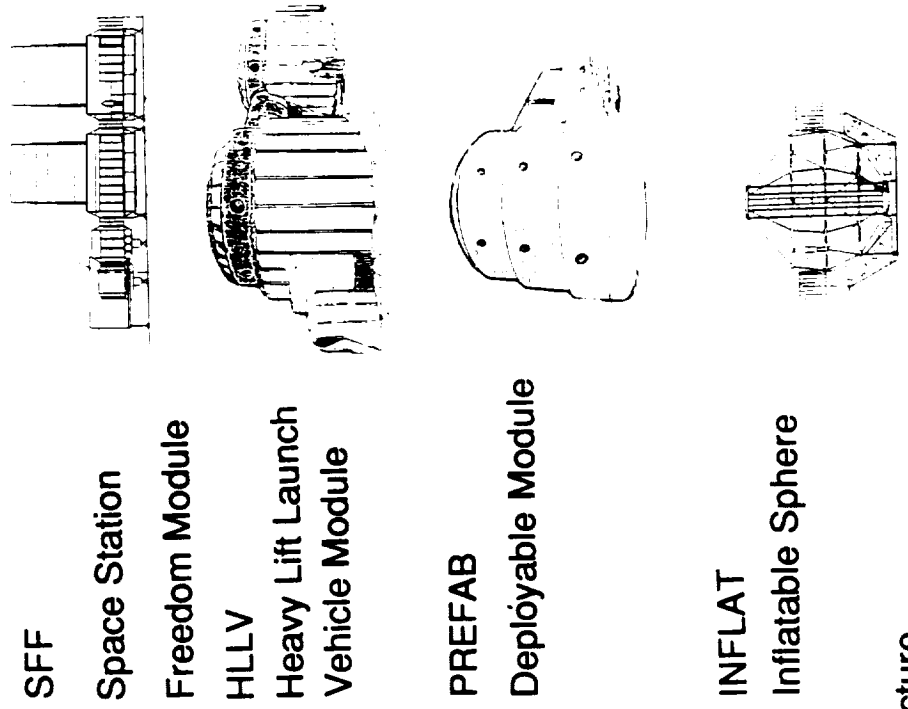 SFF
Space Station
Freedom Module
HLLV
Heavy Lift Launch
Vehicle Module
PREFAB
Deployable Module
INFLAT
Inflatable Sphere